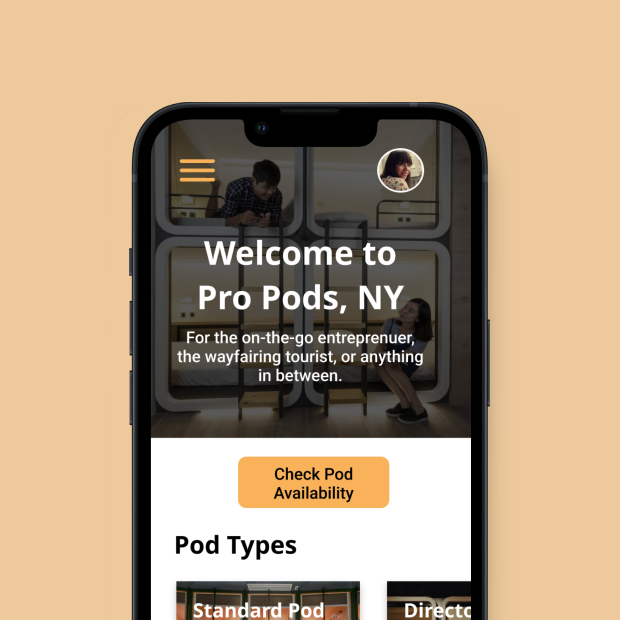 Welcome to
Pro Pods, NY
For the on-the-go entreprenuer,
the wayfairing tourist, or anything
in between.
Check Pod
Availability
Pod Types
Standard Pod
Directo